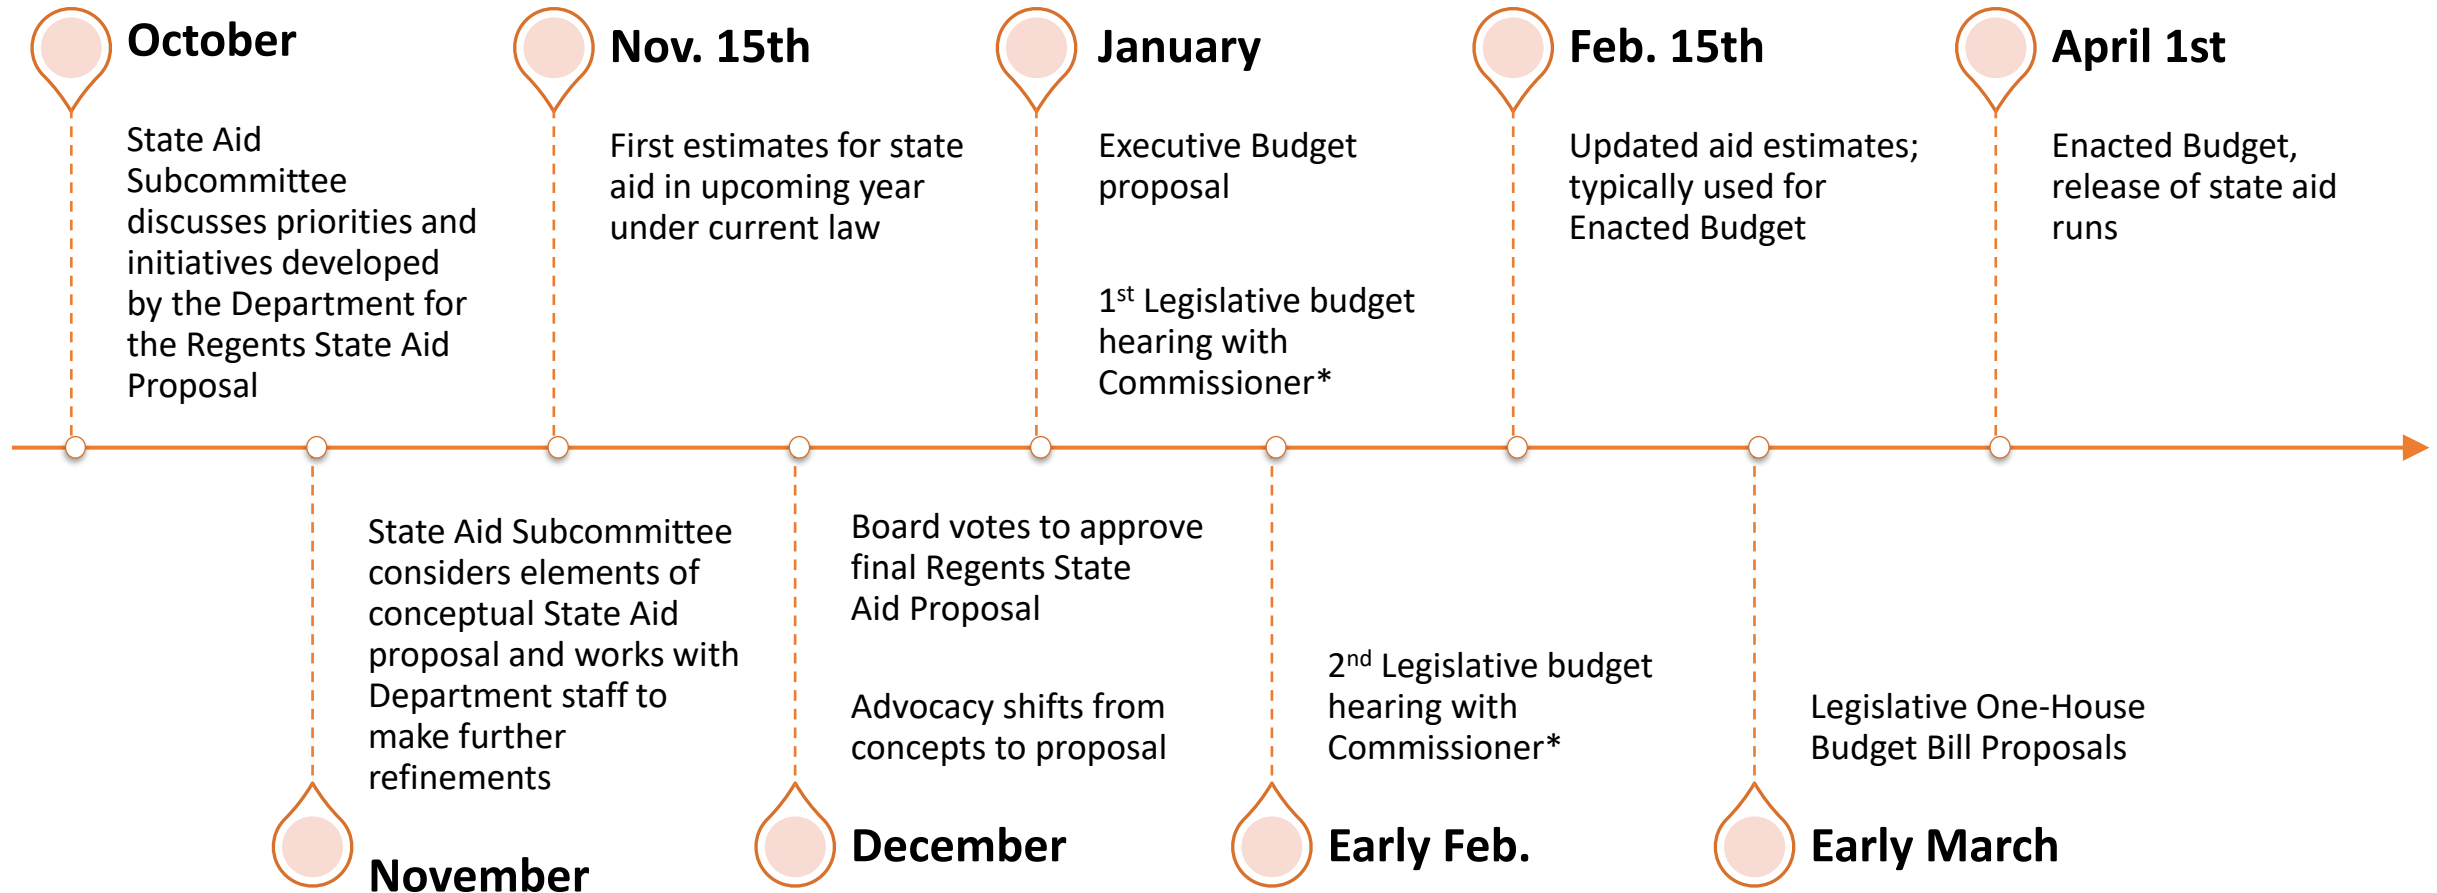 October
State Aid
Subcommittee
discusses priorities and
initiatives developed
by the Department for
the Regents State Aid
Proposal
November
State Aid Subcommittee
considers elements of
conceptual State Aid
proposal and works with
Department staff to
make further
refinements
Nov. 15th
First estimates for state
aid in upcoming year
under current law
December
Board votes to approve
final Regents State
Aid Proposal
Advocacy shifts from
concepts to proposal
January
Executive Budget
proposal
1st Legislative budget
hearing with
Commissioner*
Early Feb.
2nd Legislative budget
hearing with
Commissioner*
Feb. 15th
Updated aid estimates;
typically used for
Enacted Budget
Early March
Legislative One-House
Budget Bill Proposals
April 1st
Enacted Budget,
release of state aid
runs